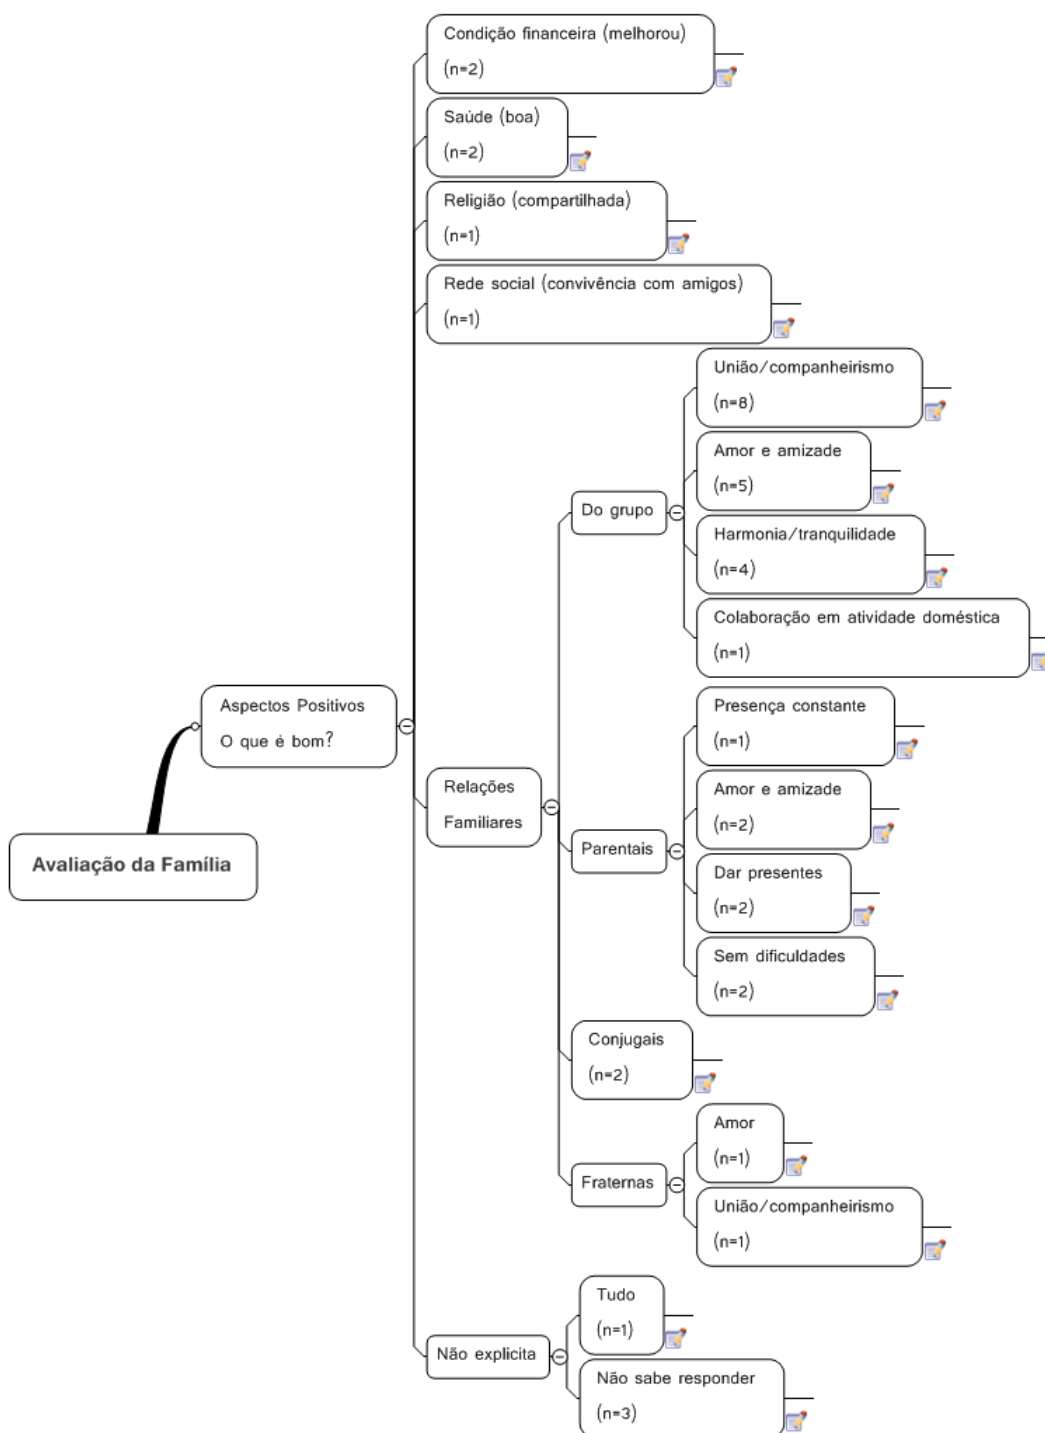 Condição financeira (melhorou)
(n=2)
Saúde (boa)
(n=2)
Religião (compartilhada)
(n=1)
Rede social (convivência com amigos)
(n=1)
União/companheirismo
(n=8)
Amor e amizade
(n=5)
Do grupo
Harmonia/tranquilidade
(n=4)
Colaboração em atividade doméstica
(n=1)
Aspectos Positivos
O que é bom?
Presença constante
(n=1)
Relações
Familiares
Amor e amizade
(n=2)
Parentais
Avaliação da Família
Dar presentes
(n=2)
Sem dificuldades
(n=2)
Conjugais
(n=2)
Amor
(n=1)
Fraternas
União/companheirismo
(n=1)
Tudo
(n=1)
Não explicita
Não sabe responder
(n=3)